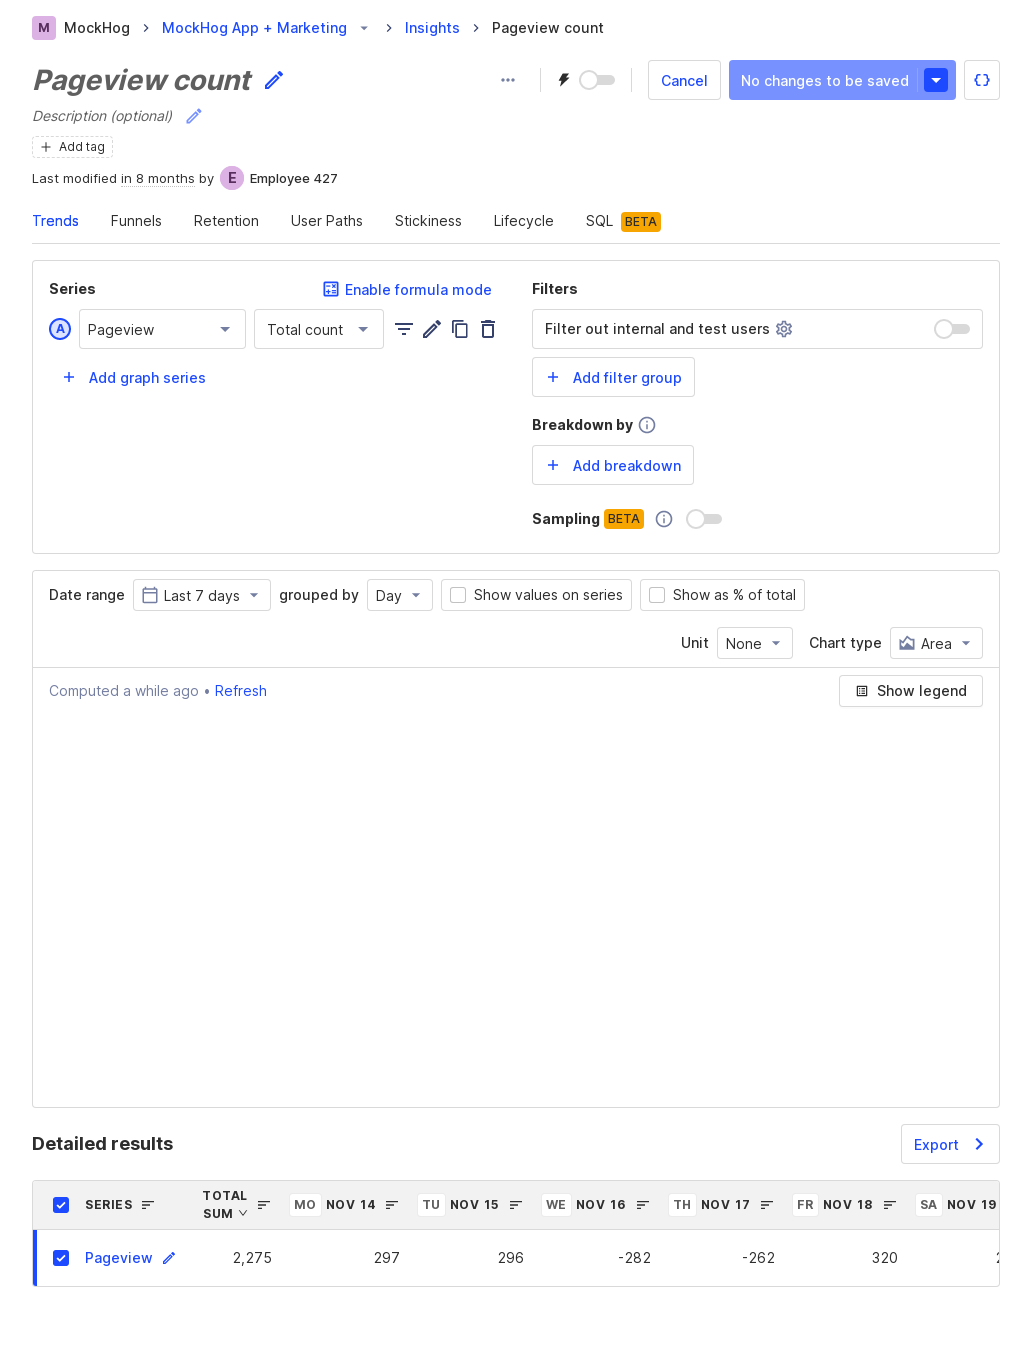 M MockHog > MockHog App + Marketing > Insights > Pageview count
Pageview count
Cancel
No changes to be saved
Description (optional)
Add tag
Last modified in 8 months by E Employee 427
Trends Funnels Retention User Paths Stickiness Lifecycle SQL BETA
Series
Enable formula mode
A Pageview Total count
+ Add graph series
Filters
Filter out internal and test users
+ Add filter group
Breakdown by
+ Add breakdown
Sampling BETA
Date range Last 7 days grouped by Day Show values on series Show as % of total
Unit None Chart type Area
Computed a while ago • Refresh
Show legend
Detailed results
Export
SERIES TOTAL SUM MO NOV 14 TU NOV 15 WE NOV 16 TH NOV 17 FR NOV 18 SA NOV 19
Pageview 2,275 297 296 -282 -262 320